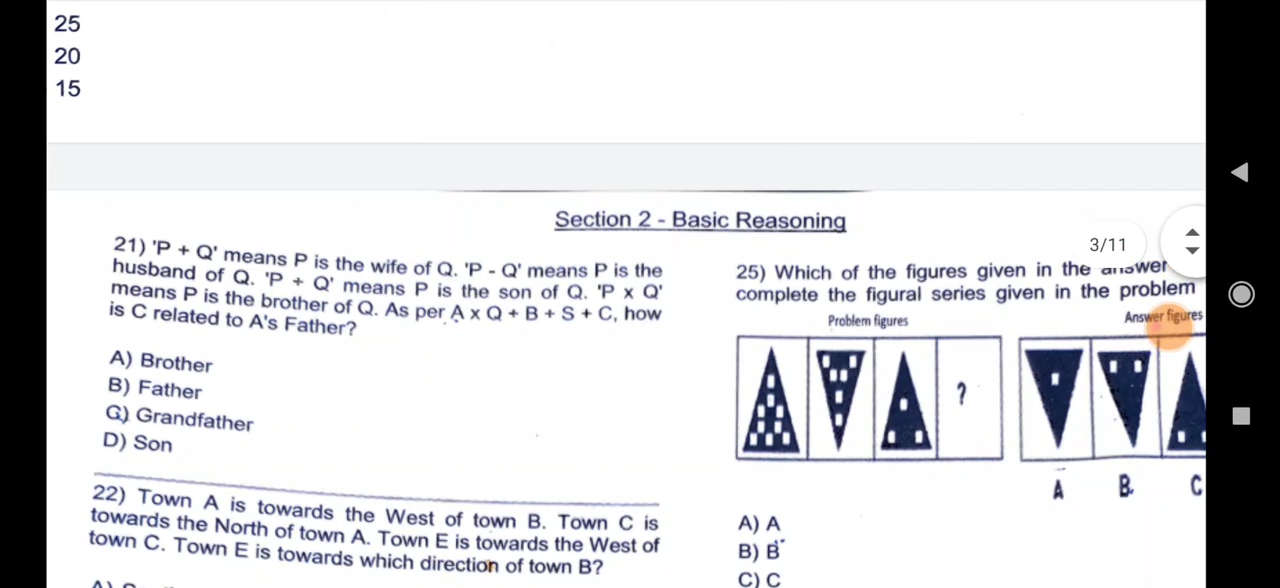 25
20
15
Section 2 - Basic Reasoning
3/11
21) 'P + Q' means P is the wife of Q. 'P - Q' means P is the
husband of Q. 'P + Q' means P is the son of Q. 'P x Q'
means P is the brother of Q. As per A x Q + B + S + C, how
is C related to A's Father?
A) Brother
B) Father
C) Grandfather
D) Son
22) Town A is towards the West of town B. Town C is
towards the North of town A. Town E is towards the West of
town C. Town E is towards which direction of town B?
25) Which of the figures given in the answer
complete the figural series given in the problem
Problem figures
Answer figures
?
A
B
C
A) A
B) B
C) C